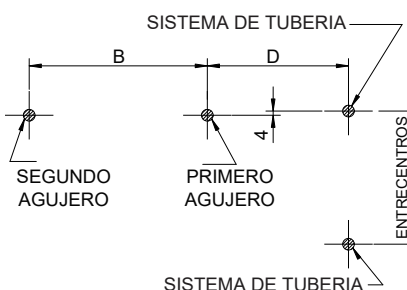 SISTEMA DE TUBERIA
B
D
4
SEGUNDO
AGUJERO
PRIMERO
AGUJERO
ENTRECENTROS
SISTEMA DE TUBERIA